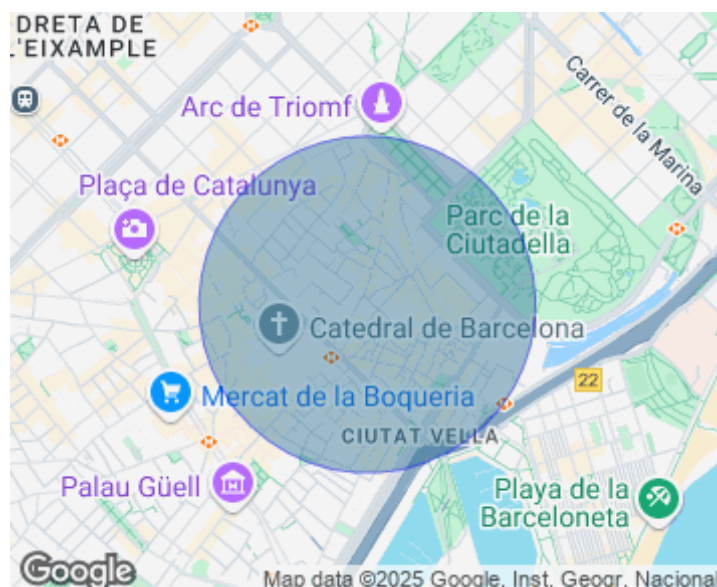 DRETA DE
L'EIXAMPLE
Arc de Triomf
Carrer de la Marina
Plaça de Catalunya
Parc de la
Ciutadella
Catedral de Barcelona
22
Mercat de la Boqueria
CIUTAT VELLA
Palau Güell
Playa de la
Barceloneta
Google
Map data ©2025 Google, Inst. Geogr. Nacional